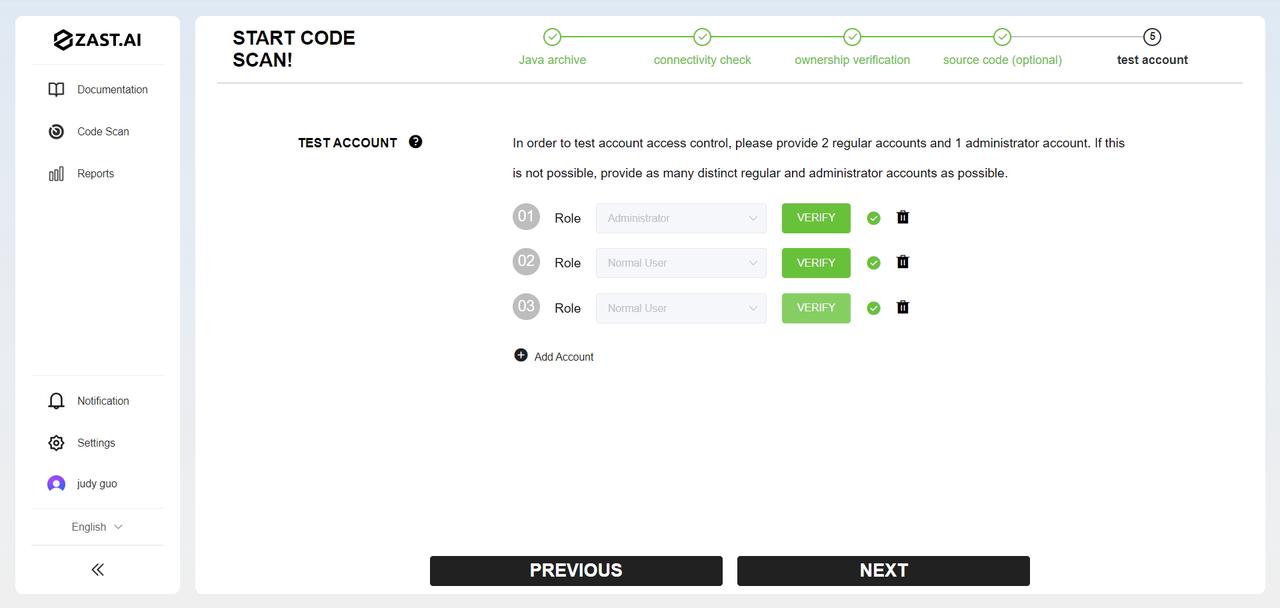 ZAST.AI
Documentation
Code Scan
Reports
Notification
Settings
judy guo
English
START CODE
SCAN!
Java archive
connectivity check
ownership verification
source code (optional)
5
test account
TEST ACCOUNT ?
In order to test account access control, please provide 2 regular accounts and 1 administrator account. If this
is not possible, provide as many distinct regular and administrator accounts as possible.
01 Role Administrator VERIFY
02 Role Normal User VERIFY
03 Role Normal User VERIFY
Add Account
PREVIOUS NEXT